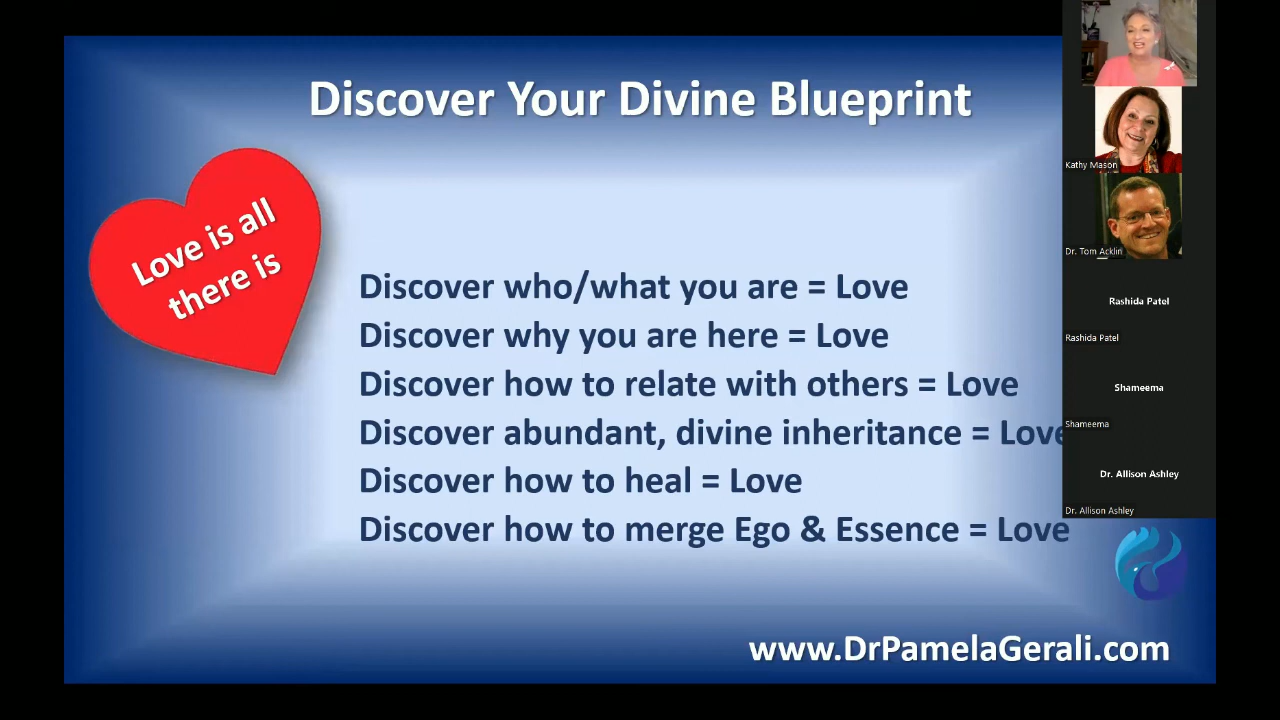 Discover Your Divine Blueprint
Love is all
there is
Discover who/what you are = Love
Discover why you are here = Love
Discover how to relate with others = Love
Discover abundant, divine inheritance = Love
Discover how to heal = Love
Discover how to merge Ego & Essence = Love
www.DrPamelaGerali.com
Kathy Mason
Dr. Tom Acklin
Rashida Patel
Rashida Patel
Shameema
Shameema
Dr. Allison Ashley
Dr. Allison Ashley